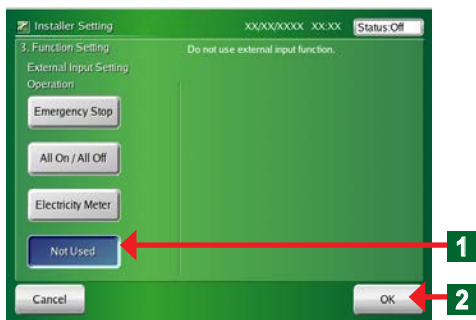 Installer Setting XX/XX/XXXX XX:XX Status:Off
3. Function Setting Do not use external input function.
External Input Setting
Operation
Emergency Stop
All On / All Off
Electricity Meter
Not Used
1
Cancel OK
2